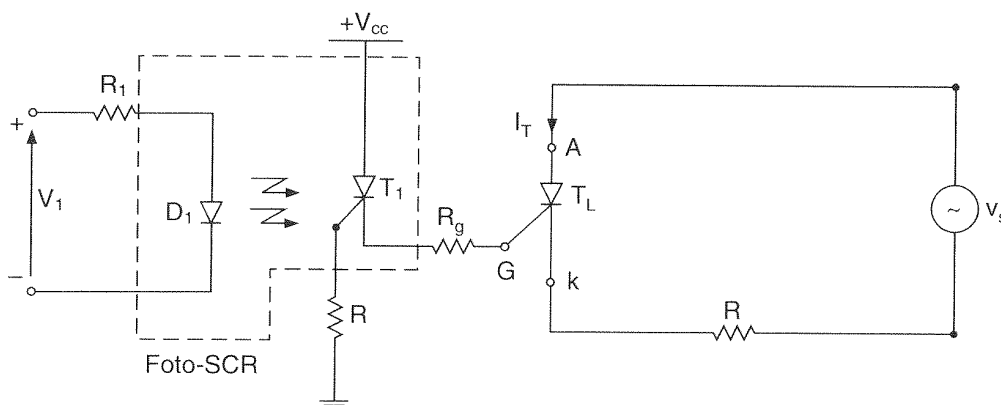 +Vcc
R1
+
V1
−
D1
T1
Rg
G
R
Foto-SCR
IT
A
TL
k
R
~
vs